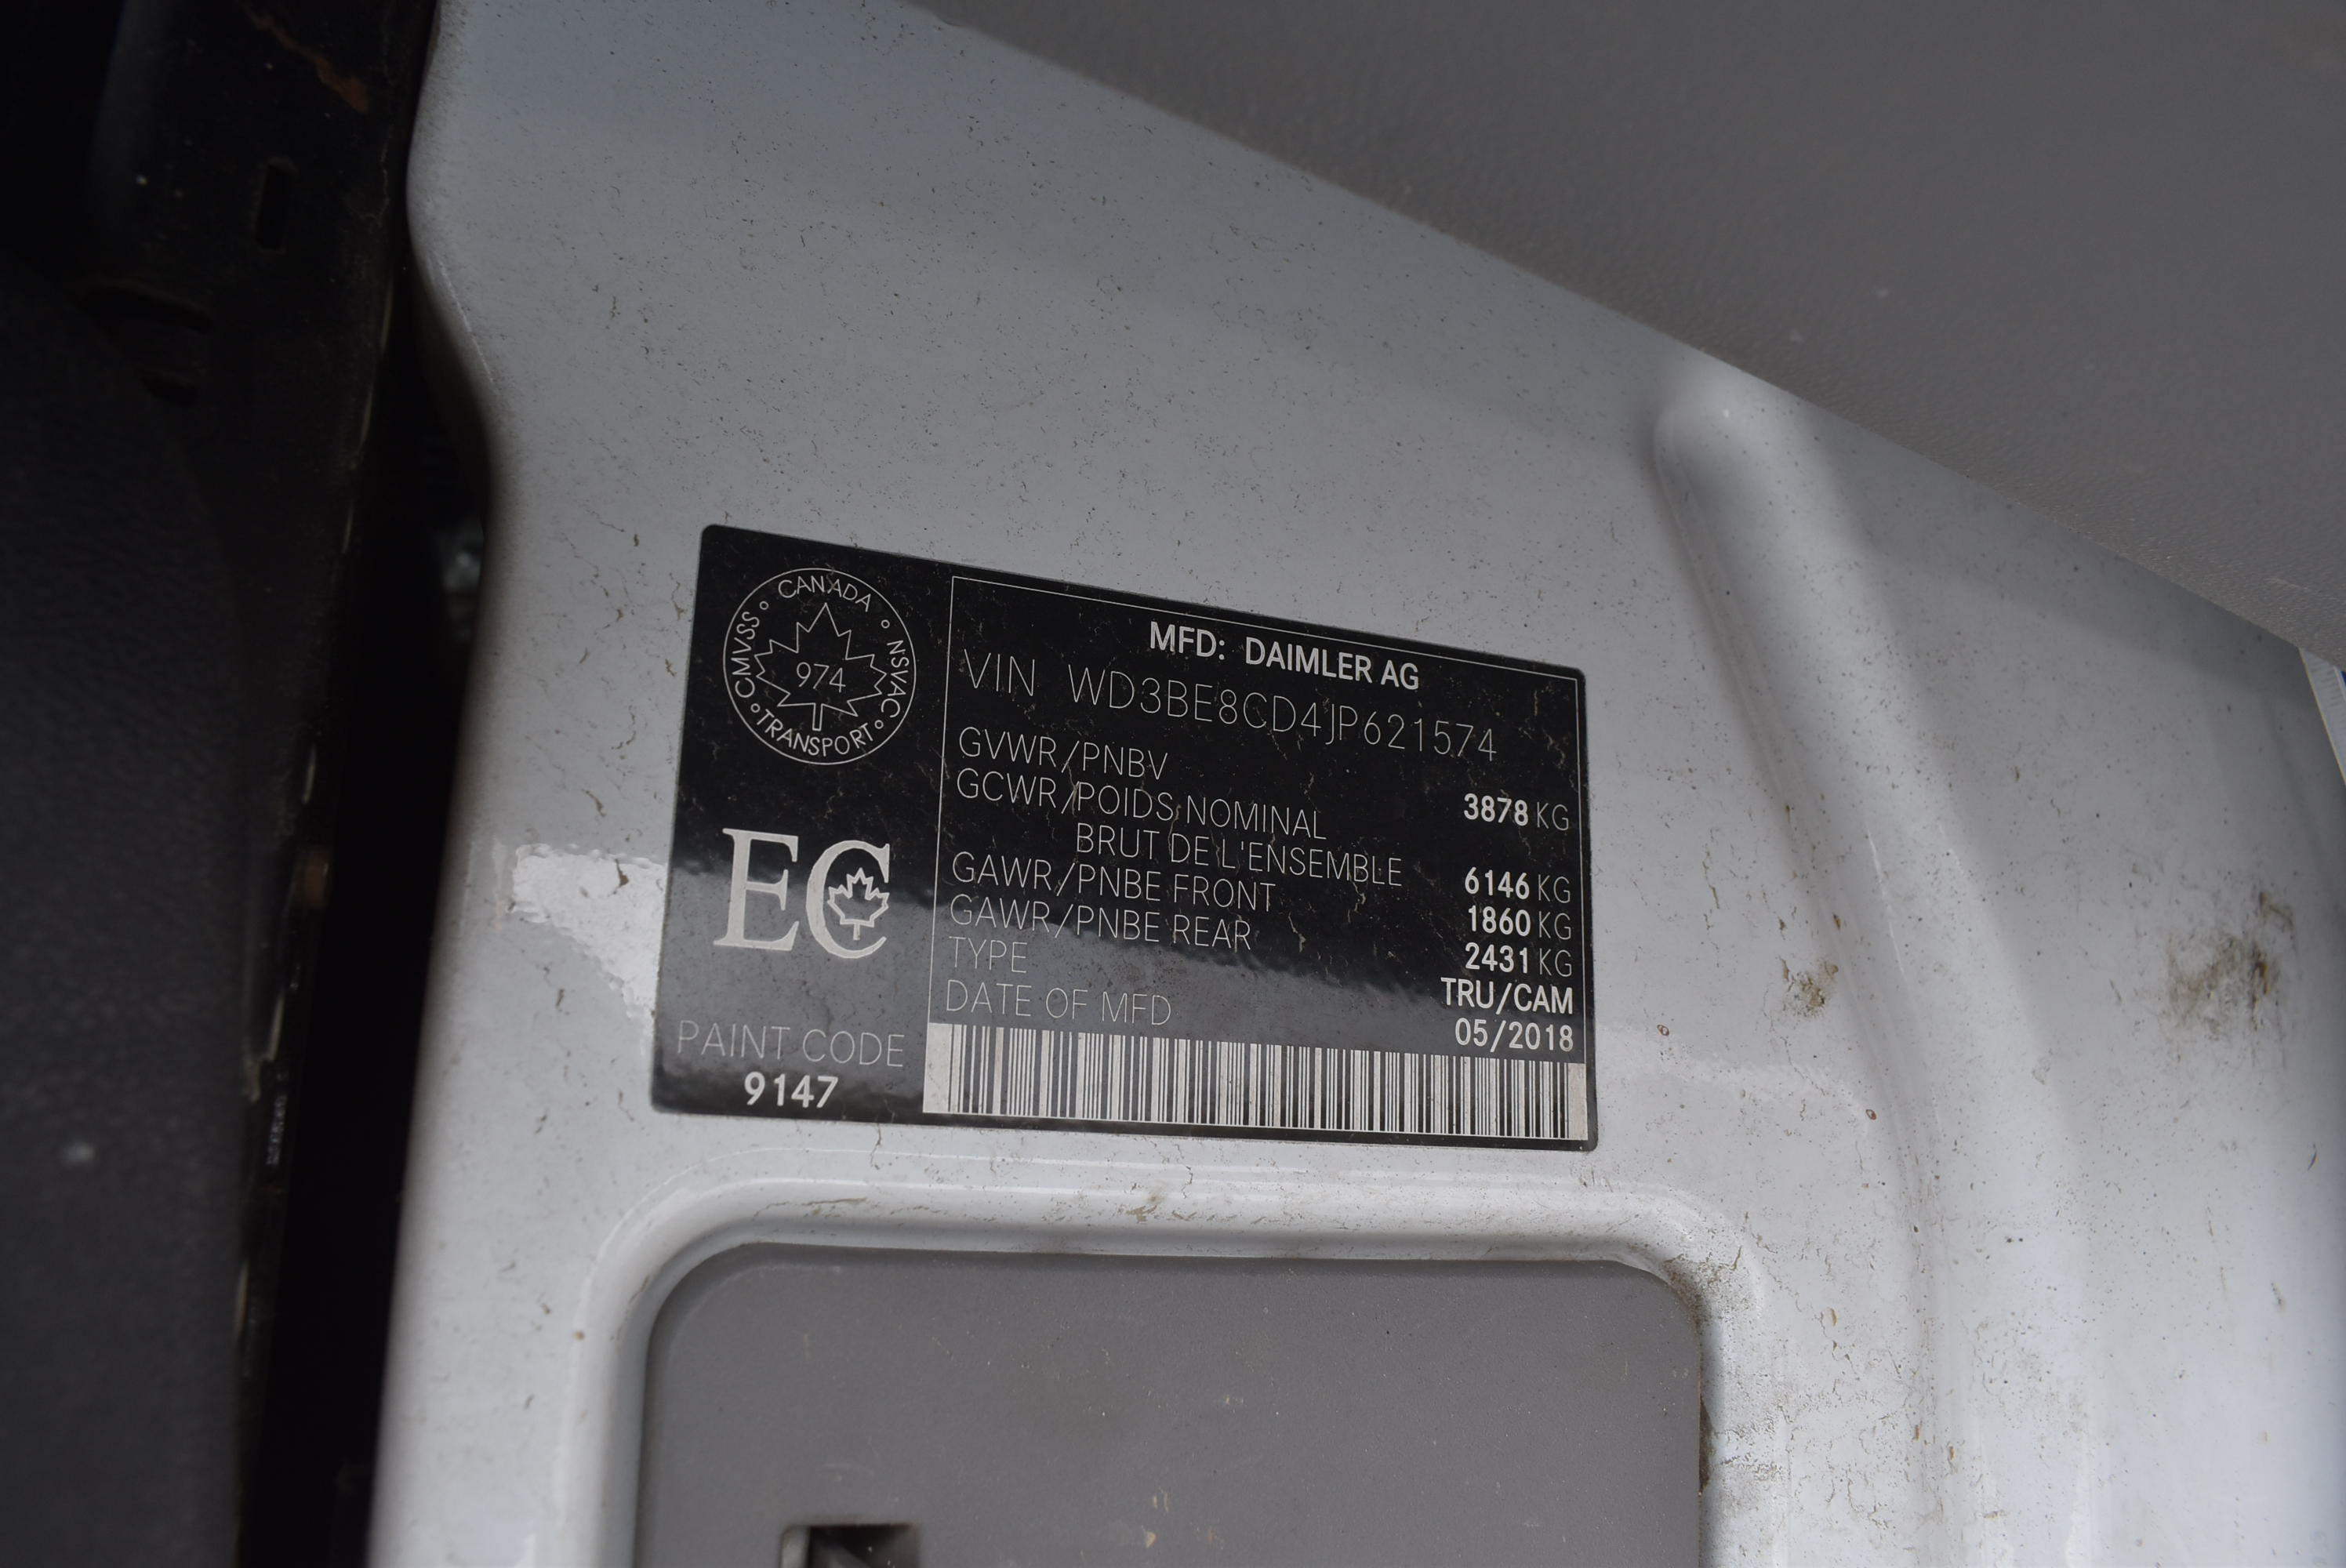 CANADA
CMVSS
NSVAC
974
TRANSPORT
EC
PAINT CODE
9147
MFD: DAIMLER AG
VIN WD3BE8CD4JP621574
GVWR/PNBV 3878 KG
GCWR/POIDS NOMINAL
BRUT DE L'ENSEMBLE 6146 KG
GAWR/PNBE FRONT 1860 KG
GAWR/PNBE REAR 2431 KG
TYPE TRU/CAM
DATE OF MFD 05/2018